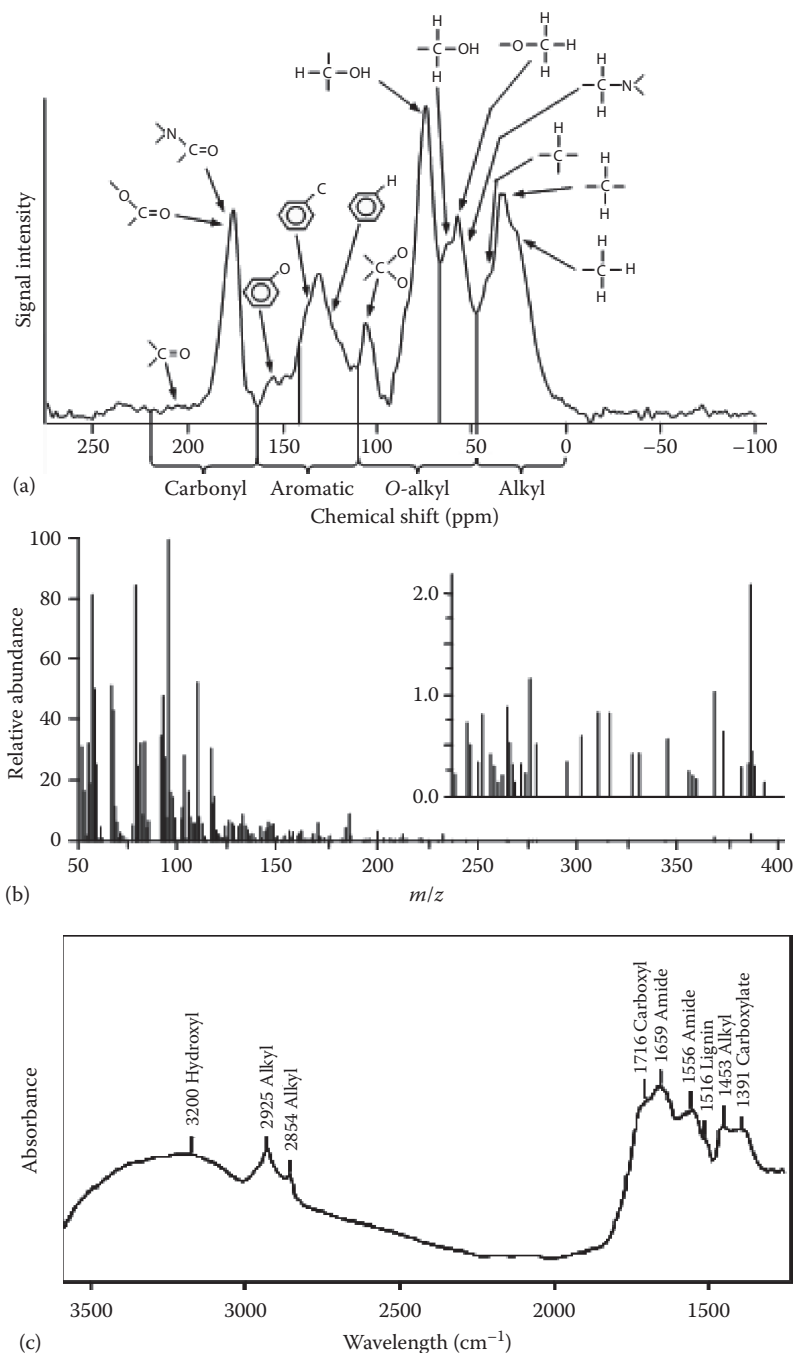 H
C
OH
H
H
C
OH
H
H
O
C
H
H
H
C
N
H
H
C
H
C
H
H
C
H
H
N
C=O
O
C=O
C=O
C
H
O
O
C
O
Signal intensity
250
200
150
100
50
0
−50
−100
(a)
Carbonyl
Aromatic
O-alkyl
Alkyl
Chemical shift (ppm)
(b)
Relative abundance
100
80
60
40
20
0
2.0
1.0
0.0
50
100
150
200
250
300
350
400
m/z
Absorbance
3200 Hydroxyl
2925 Alkyl
2854 Alkyl
1716 Carboxyl
1659 Amide
1556 Amide
1516 Lignin
1453 Alkyl
1391 Carboxylate
3500
3000
2500
2000
1500
(c)
Wavelength (cm−1)